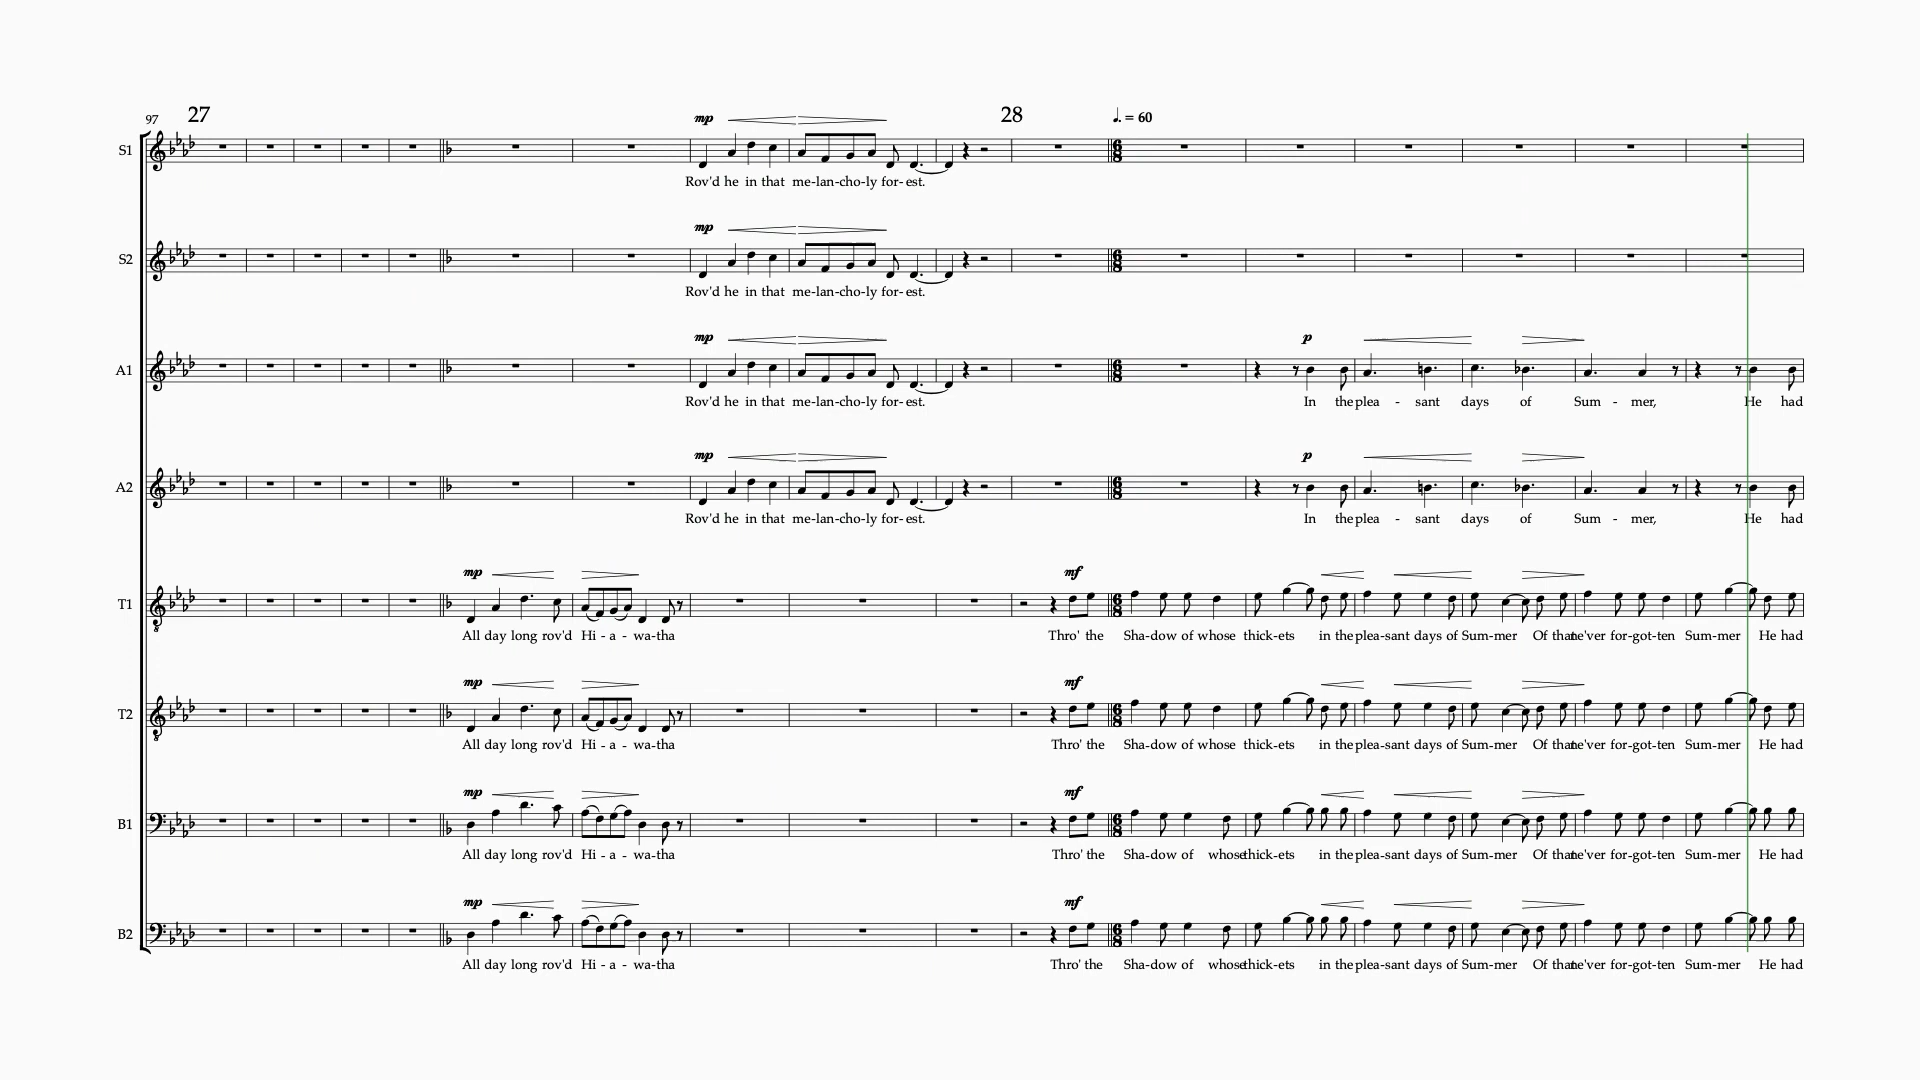 97 27 28 ♩. = 60
mp
S1
Rov'd he in that me-lan-cho-ly for-est.
mp
S2
Rov'd he in that me-lan-cho-ly for-est.
mp p
A1
Rov'd he in that me-lan-cho-ly for-est. In the plea - sant days of Sum - mer, He had
mp p
A2
Rov'd he in that me-lan-cho-ly for-est. In the plea - sant days of Sum - mer, He had
mp mf
T1
All day long rov'd Hi - a - wa-tha Thro' the Sha-dow of whose thick-ets in the plea-sant days of Sum-mer Of that ne'ver for-got-ten Sum-mer He had
mp mf
T2
All day long rov'd Hi - a - wa-tha Thro' the Sha-dow of whose thick-ets in the plea-sant days of Sum-mer Of that ne'ver for-got-ten Sum-mer He had
mp mf
B1
All day long rov'd Hi - a - wa-tha Thro' the Sha-dow of whose thick-ets in the plea-sant days of Sum-mer Of that ne'ver for-got-ten Sum-mer He had
mp mf
B2
All day long rov'd Hi - a - wa-tha Thro' the Sha-dow of whose thick-ets in the plea-sant days of Sum-mer Of that ne'ver for-got-ten Sum-mer He had